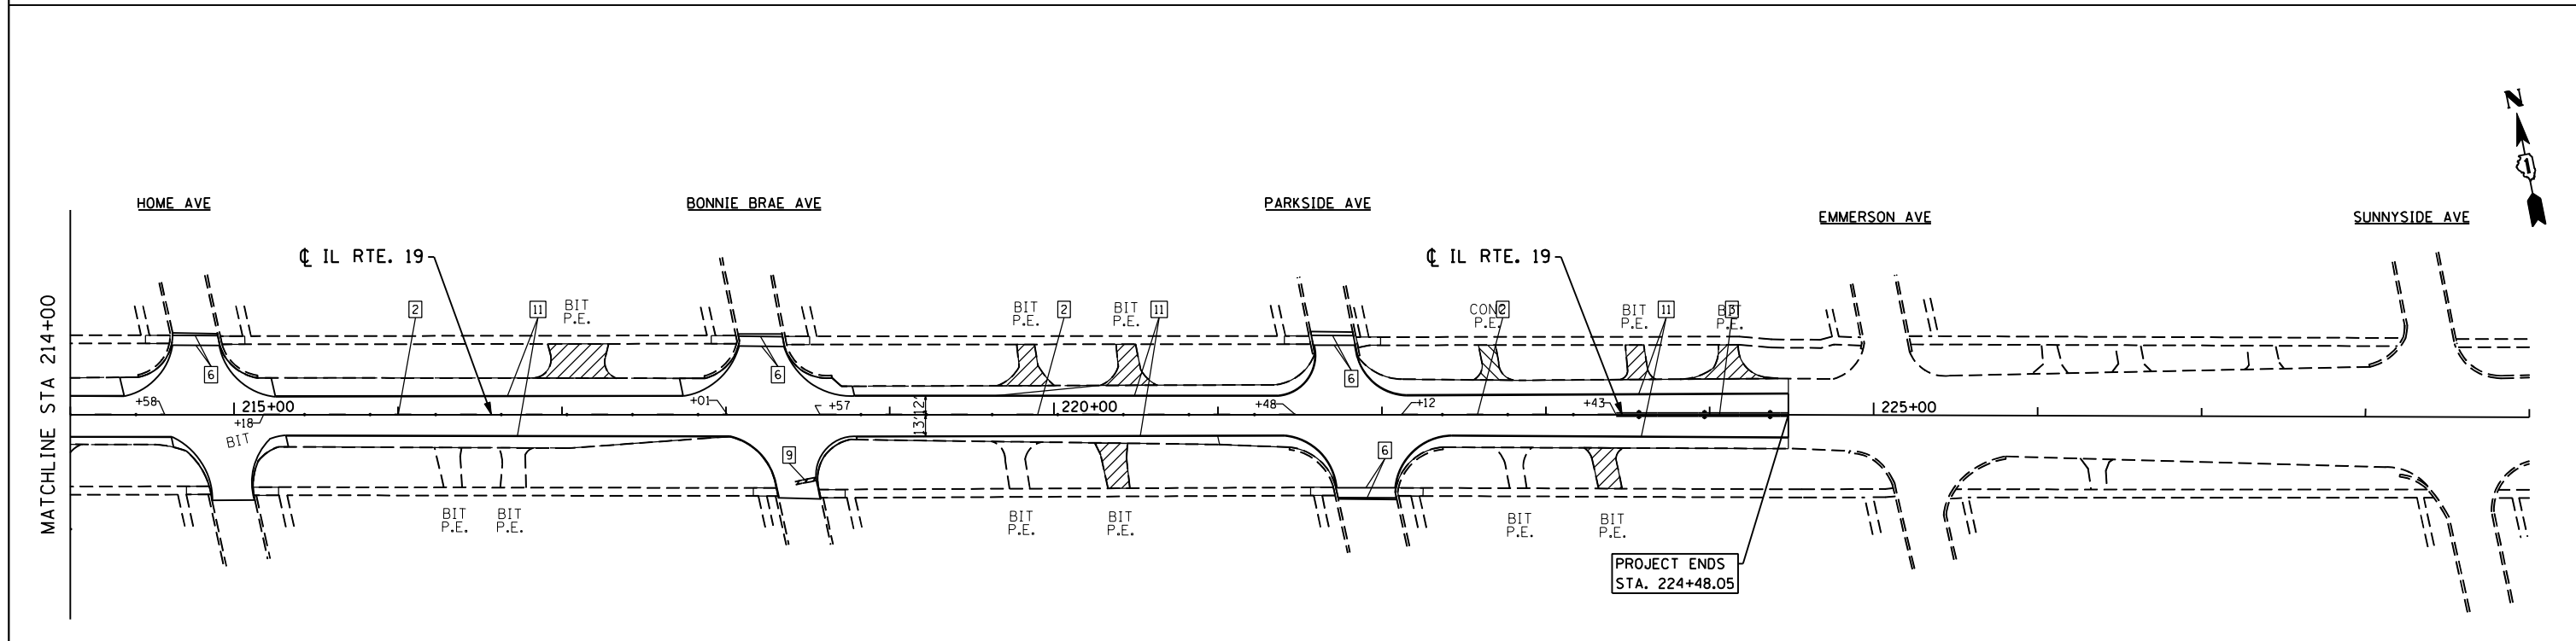 N
HOME AVE
BONNIE BRAE AVE
PARKSIDE AVE
EMMERSON AVE
SUNNYSIDE AVE
℄ IL RTE. 19
℄ IL RTE. 19
MATCHLINE STA 214+00
2
11
BIT
P.E.
BIT
P.E.
2
BIT
P.E.
11
CONC
P.E.
2
BIT
P.E.
11
BIT
P.E.
3
6
6
6
+58
215+00
+18
BIT
+01
+57
13'
12'
220+00
+48
+12
+43
225+00
9
6
BIT
P.E.
BIT
P.E.
BIT
P.E.
BIT
P.E.
BIT
P.E.
BIT
P.E.
PROJECT ENDS
STA. 224+48.05